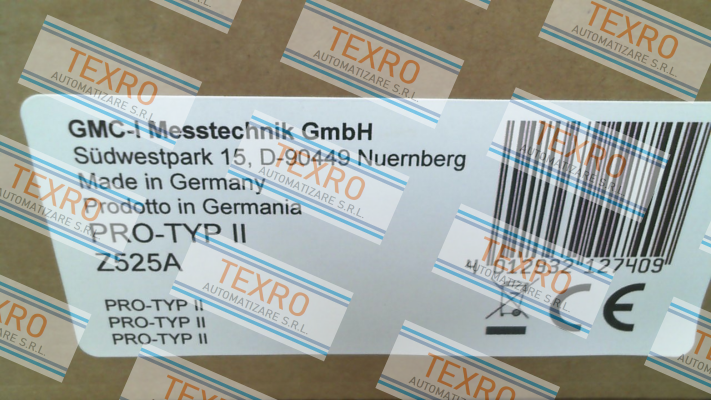 GMC-I Messtechnik GmbH
Südwestpark 15, D-90449 Nuernberg
Made in Germany
Prodotto in Germania
PRO-TYP II
Z525A
4 012932 127409
PRO-TYP II
PRO-TYP II
PRO-TYP II
CE
TEXRO
AUTOMATIZARE S.R.L.